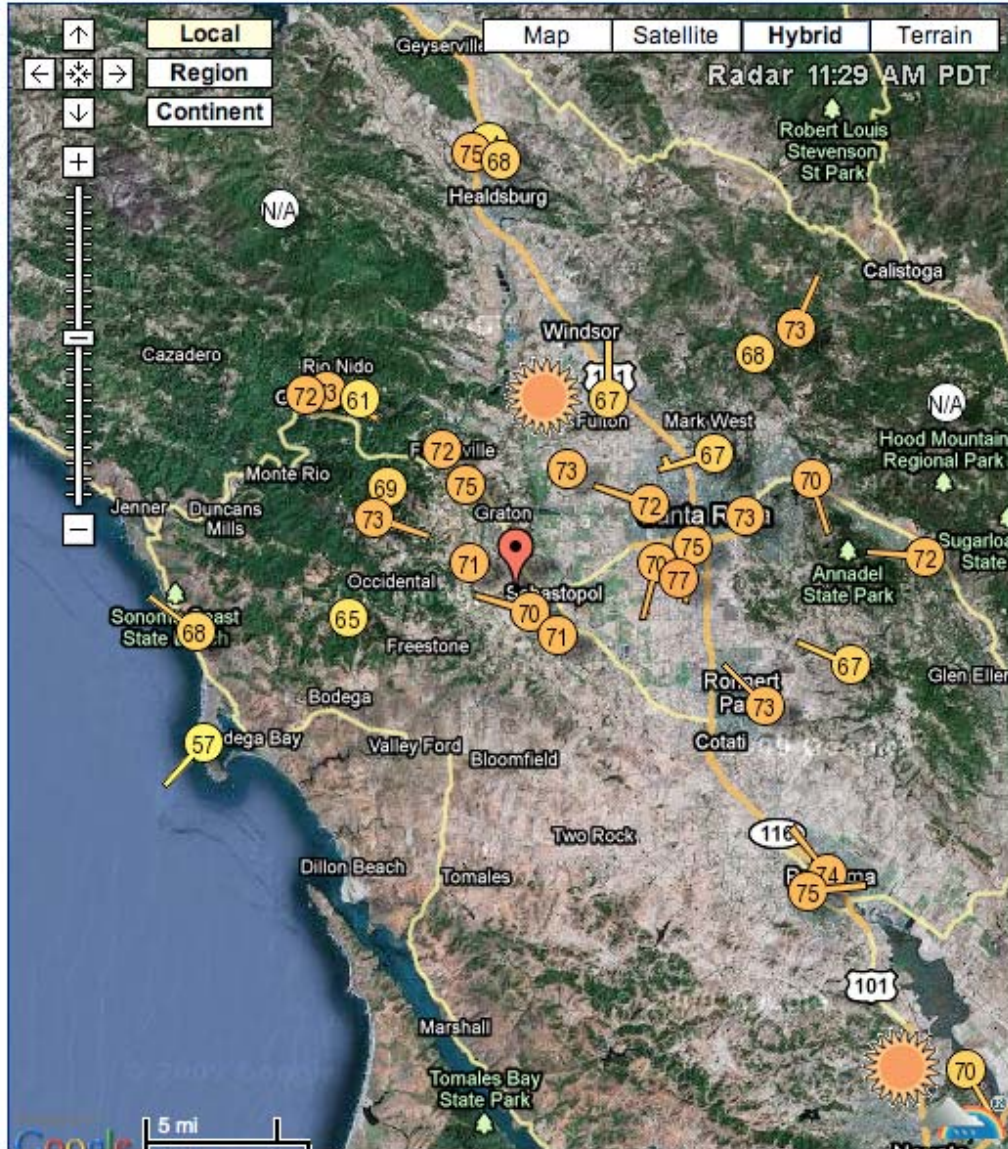 Local
Map
Satellite
Hybrid
Terrain
Region
Continent
Radar 11:29 AM PDT
Robert Louis
Stevenson
St Park
75
68
Healdsburg
N/A
Calistoga
Windsor
73
68
Cazadero
Rio Nido
72
61
67
Fulton
N/A
Mark West
Hood Mountain
Regional Park
72
67
Monte Rio
73
70
75
69
Jenner
Duncans
Mills
72
Graton
73
73
75
71
70
72
Occidental
77
Annadel
State Park
Sebastopol
70
65
68
State Beach
Freestone
71
67
Bodega
73
57
Valley Ford
Bloomfield
Cotati
116
Two Rock
Dillon Beach
Tomales
74
75
101
Marshall
Tomales Bay
State Park
70
5 mi
Google